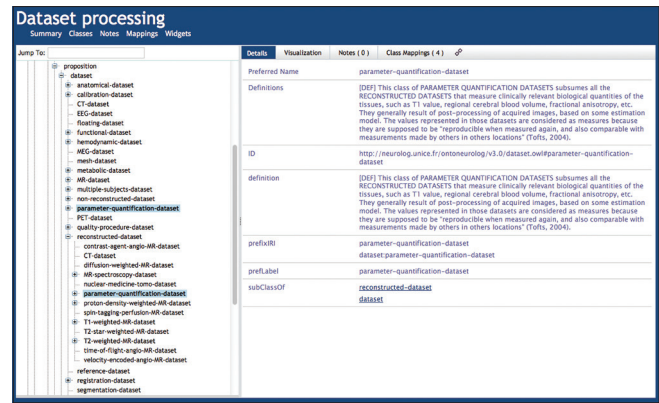 Dataset processing
Summary Classes Notes Mappings Widgets
Jump To:
proposition
dataset
anatomical-dataset
calibration-dataset
CT-dataset
EEG-dataset
floating-dataset
functional-dataset
hemodynamic-dataset
MEG-dataset
mesh-dataset
metabolic-dataset
MR-dataset
multiple-subjects-dataset
non-reconstructed-dataset
parameter-quantification-dataset
PET-dataset
quality-procedure-dataset
reconstructed-dataset
contrast-agent-angio-MR-dataset
CT-dataset
diffusion-weighted-MR-dataset
MR-spectroscopy-dataset
nuclear-medicine-tomo-dataset
parameter-quantification-dataset
proton-density-weighted-MR-dataset
spin-tagging-perfusion-MR-dataset
T1-weighted-MR-dataset
T2-star-weighted-MR-dataset
T2-weighted-MR-dataset
time-of-flight-angio-MR-dataset
velocity-encoded-angio-MR-dataset
reference-dataset
registration-dataset
segmentation-dataset
Details Visualization Notes ( 0 ) Class Mappings ( 4 )
Preferred Name parameter-quantification-dataset
Definitions [DEF] This class of PARAMETER QUANTIFICATION DATASETS subsumes all the
RECONSTRUCTED DATASETS that measure clinically relevant biological quantities of the
tissues, such as T1 value, regional cerebral blood volume, fractional anisotropy, etc.
They generally result of post-processing of acquired images, based on some estimation
model. The values represented in those datasets are considered as measures because
they are supposed to be "reproducible when measured again, and also comparable with
measurements made by others in others locations" (Tofts, 2004).
ID http://neurolog.unice.fr/ontoneurolog/v3.0/dataset.owl#parameter-quantification-
dataset
definition [DEF] This class of PARAMETER QUANTIFICATION DATASETS subsumes all the
RECONSTRUCTED DATASETS that measure clinically relevant biological quantities of the
tissues, such as T1 value, regional cerebral blood volume, fractional anisotropy, etc.
They generally result of post-processing of acquired images, based on some estimation
model. The values represented in those datasets are considered as measures because
they are supposed to be "reproducible when measured again, and also comparable with
measurements made by others in others locations" (Tofts, 2004).
prefixIRI parameter-quantification-dataset
dataset:parameter-quantification-dataset
prefLabel parameter-quantification-dataset
subClassOf reconstructed-dataset
dataset